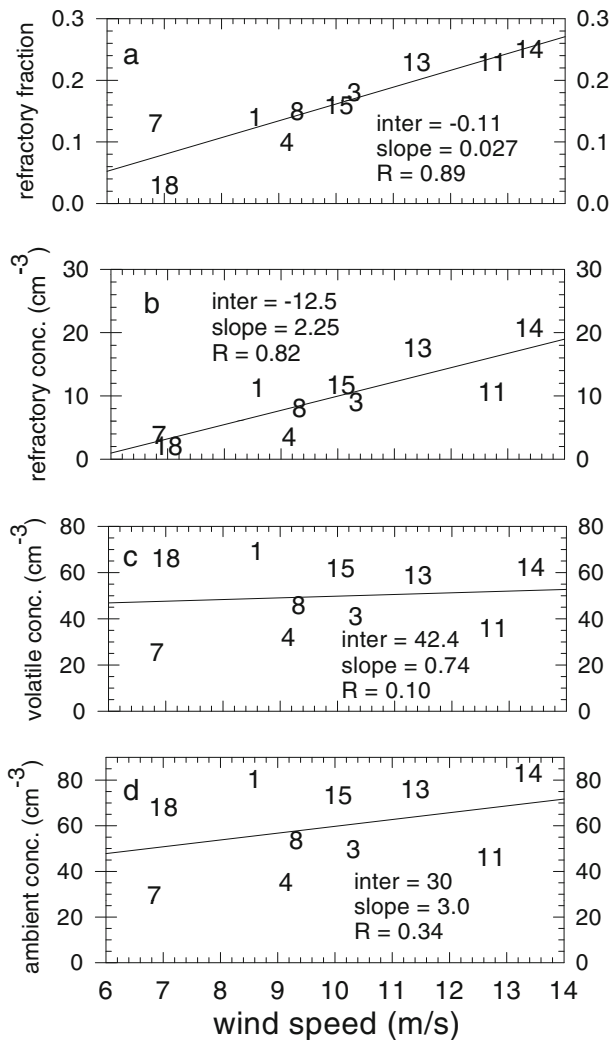 0.3 0.3
a 13 11 14
0.2 0.2
refractory fraction
7 1 8 15 3
4
inter = -0.11
slope = 0.027
R = 0.89
0.1 0.1
18
0.0 0.0
30 30
b
inter = -12.5
slope = 2.25
R = 0.82
14
13
20 20
refractory conc. (cm-3)
1 15 11
8 3
10 10
7 4
18
0 0
80 80
c 18 1 15 13 14
60 60
volatile conc. (cm-3)
8 3
40 40
4 11
7
inter = 42.4
slope = 0.74
R = 0.10
20 20
0 0
d 1 13 14
80 80
18 15
60 60
ambient conc. (cm-3)
8 3 11
40 40
7 4
inter = 30
slope = 3.0
R = 0.34
20 20
0 0
6 7 8 9 10 11 12 13 14
wind speed (m/s)